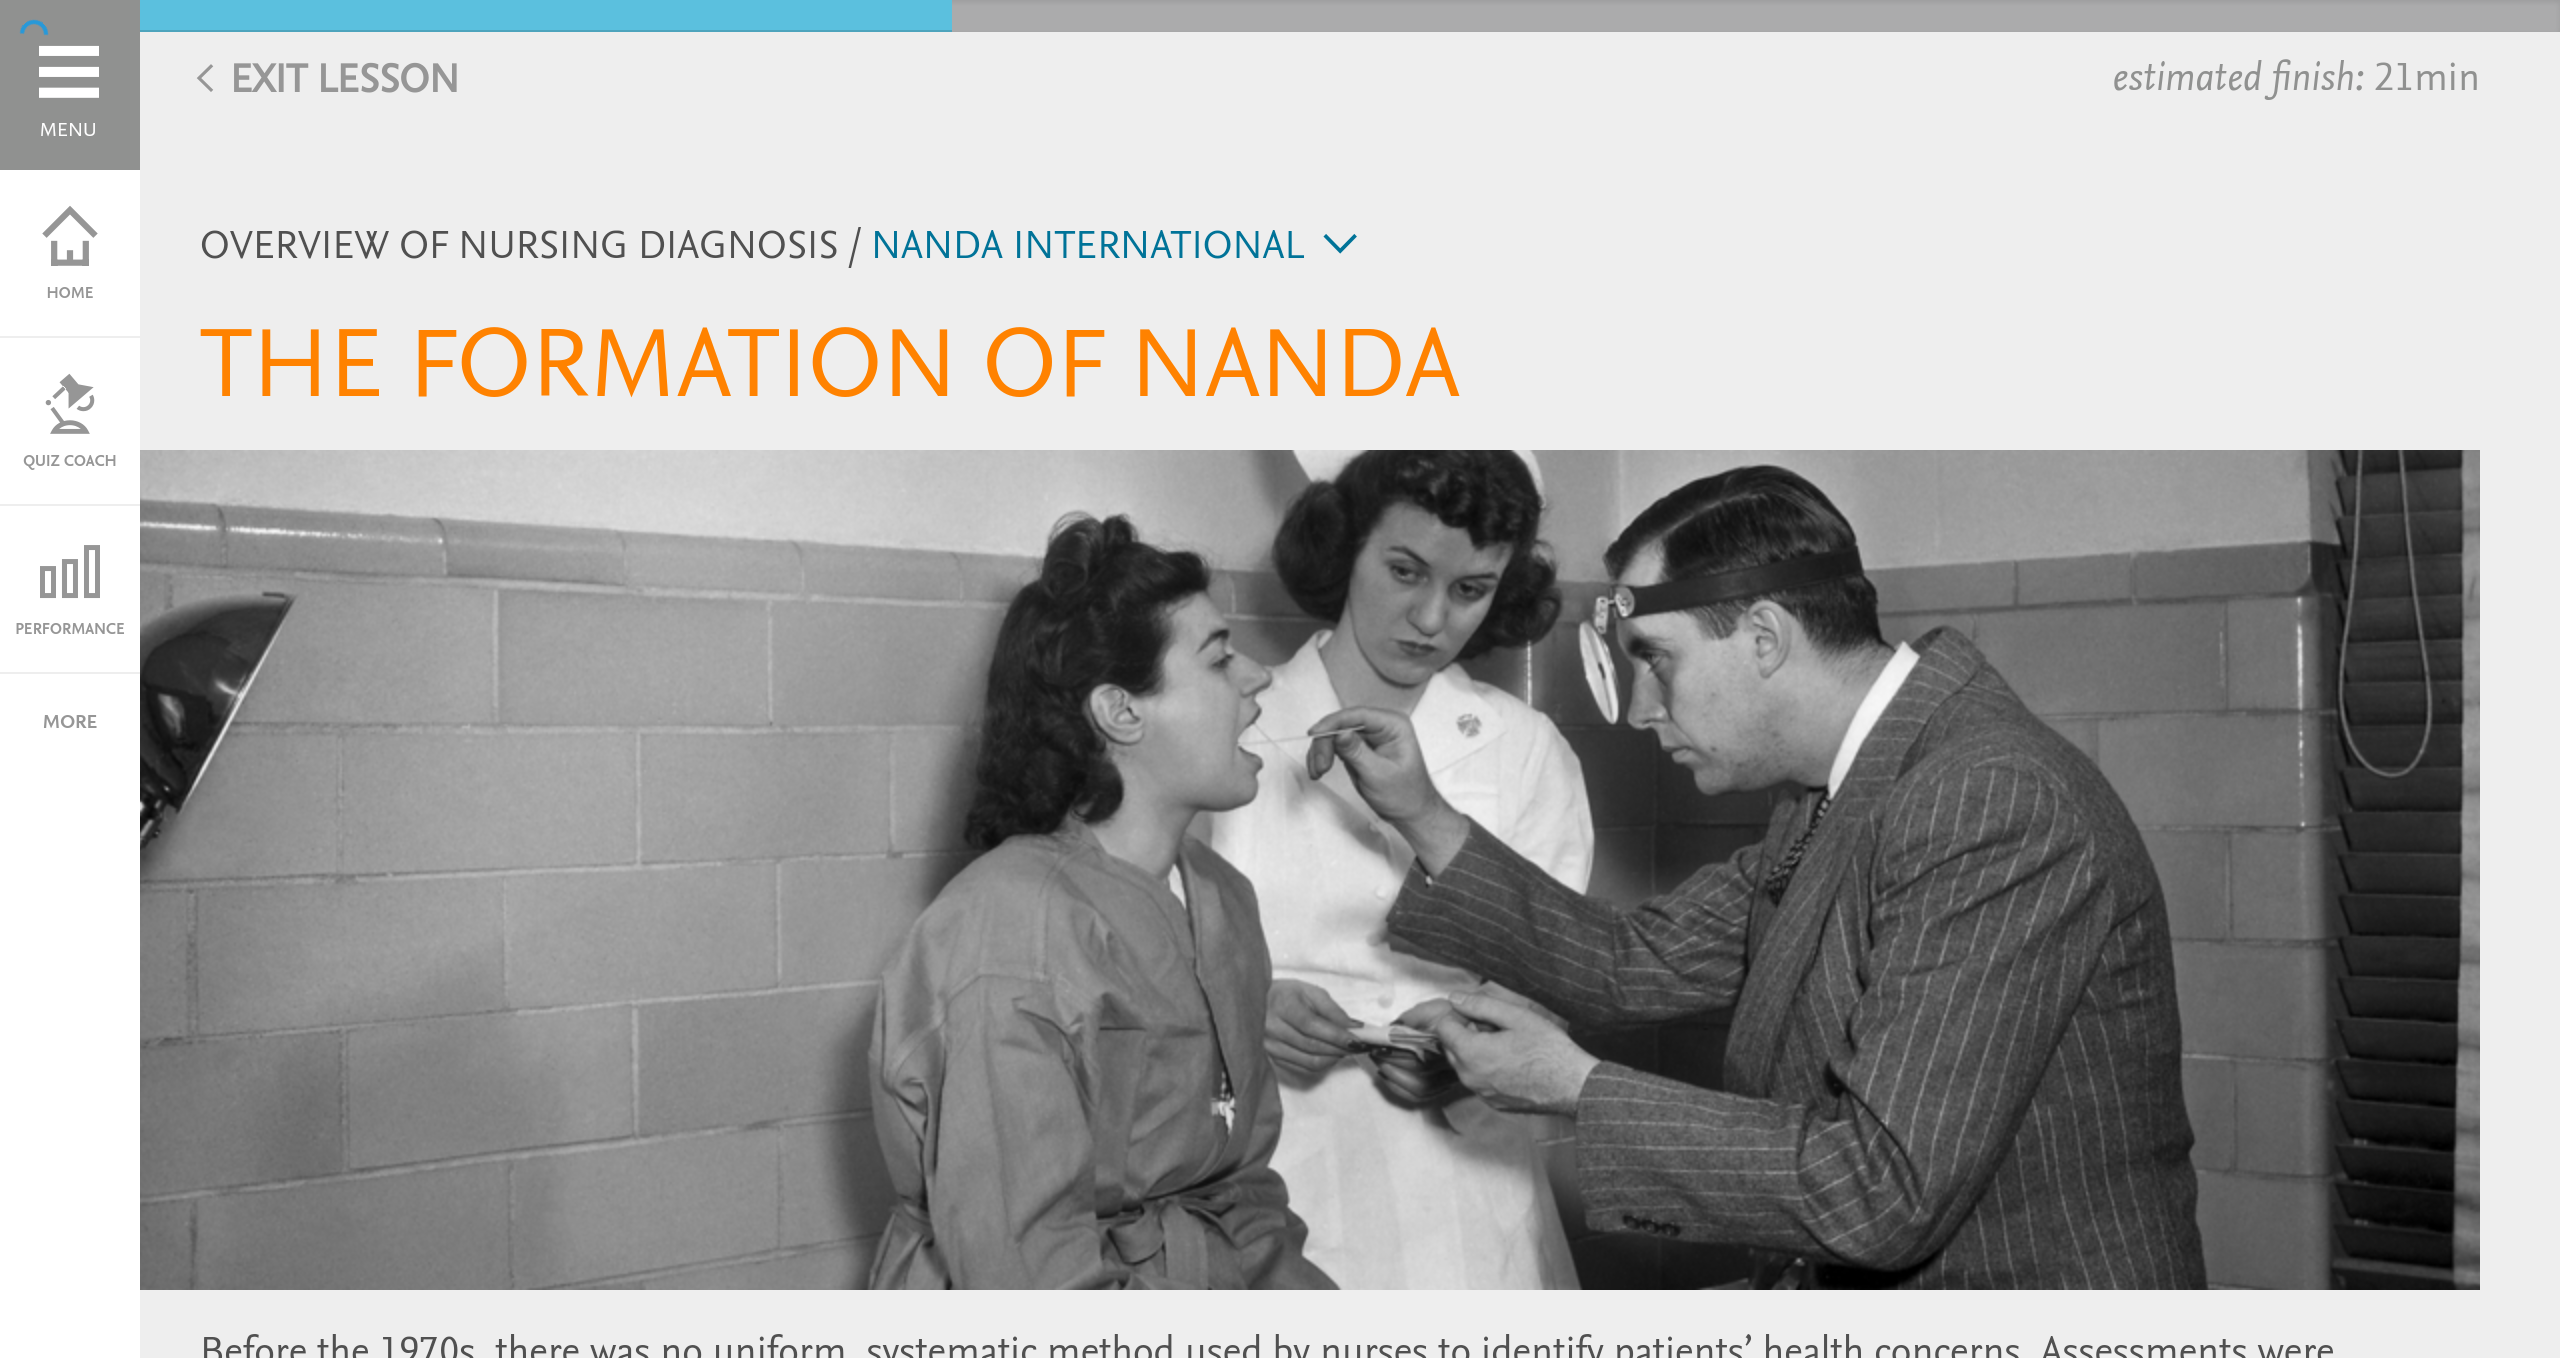 MENU
EXIT LESSON
estimated finish: 21min
HOME
QUIZ COACH
PERFORMANCE
MORE
OVERVIEW OF NURSING DIAGNOSIS / NANDA INTERNATIONAL
THE FORMATION OF NANDA
Before the 1970s, there was no uniform, systematic method used by nurses to identify patients’ health concerns. Assessments were